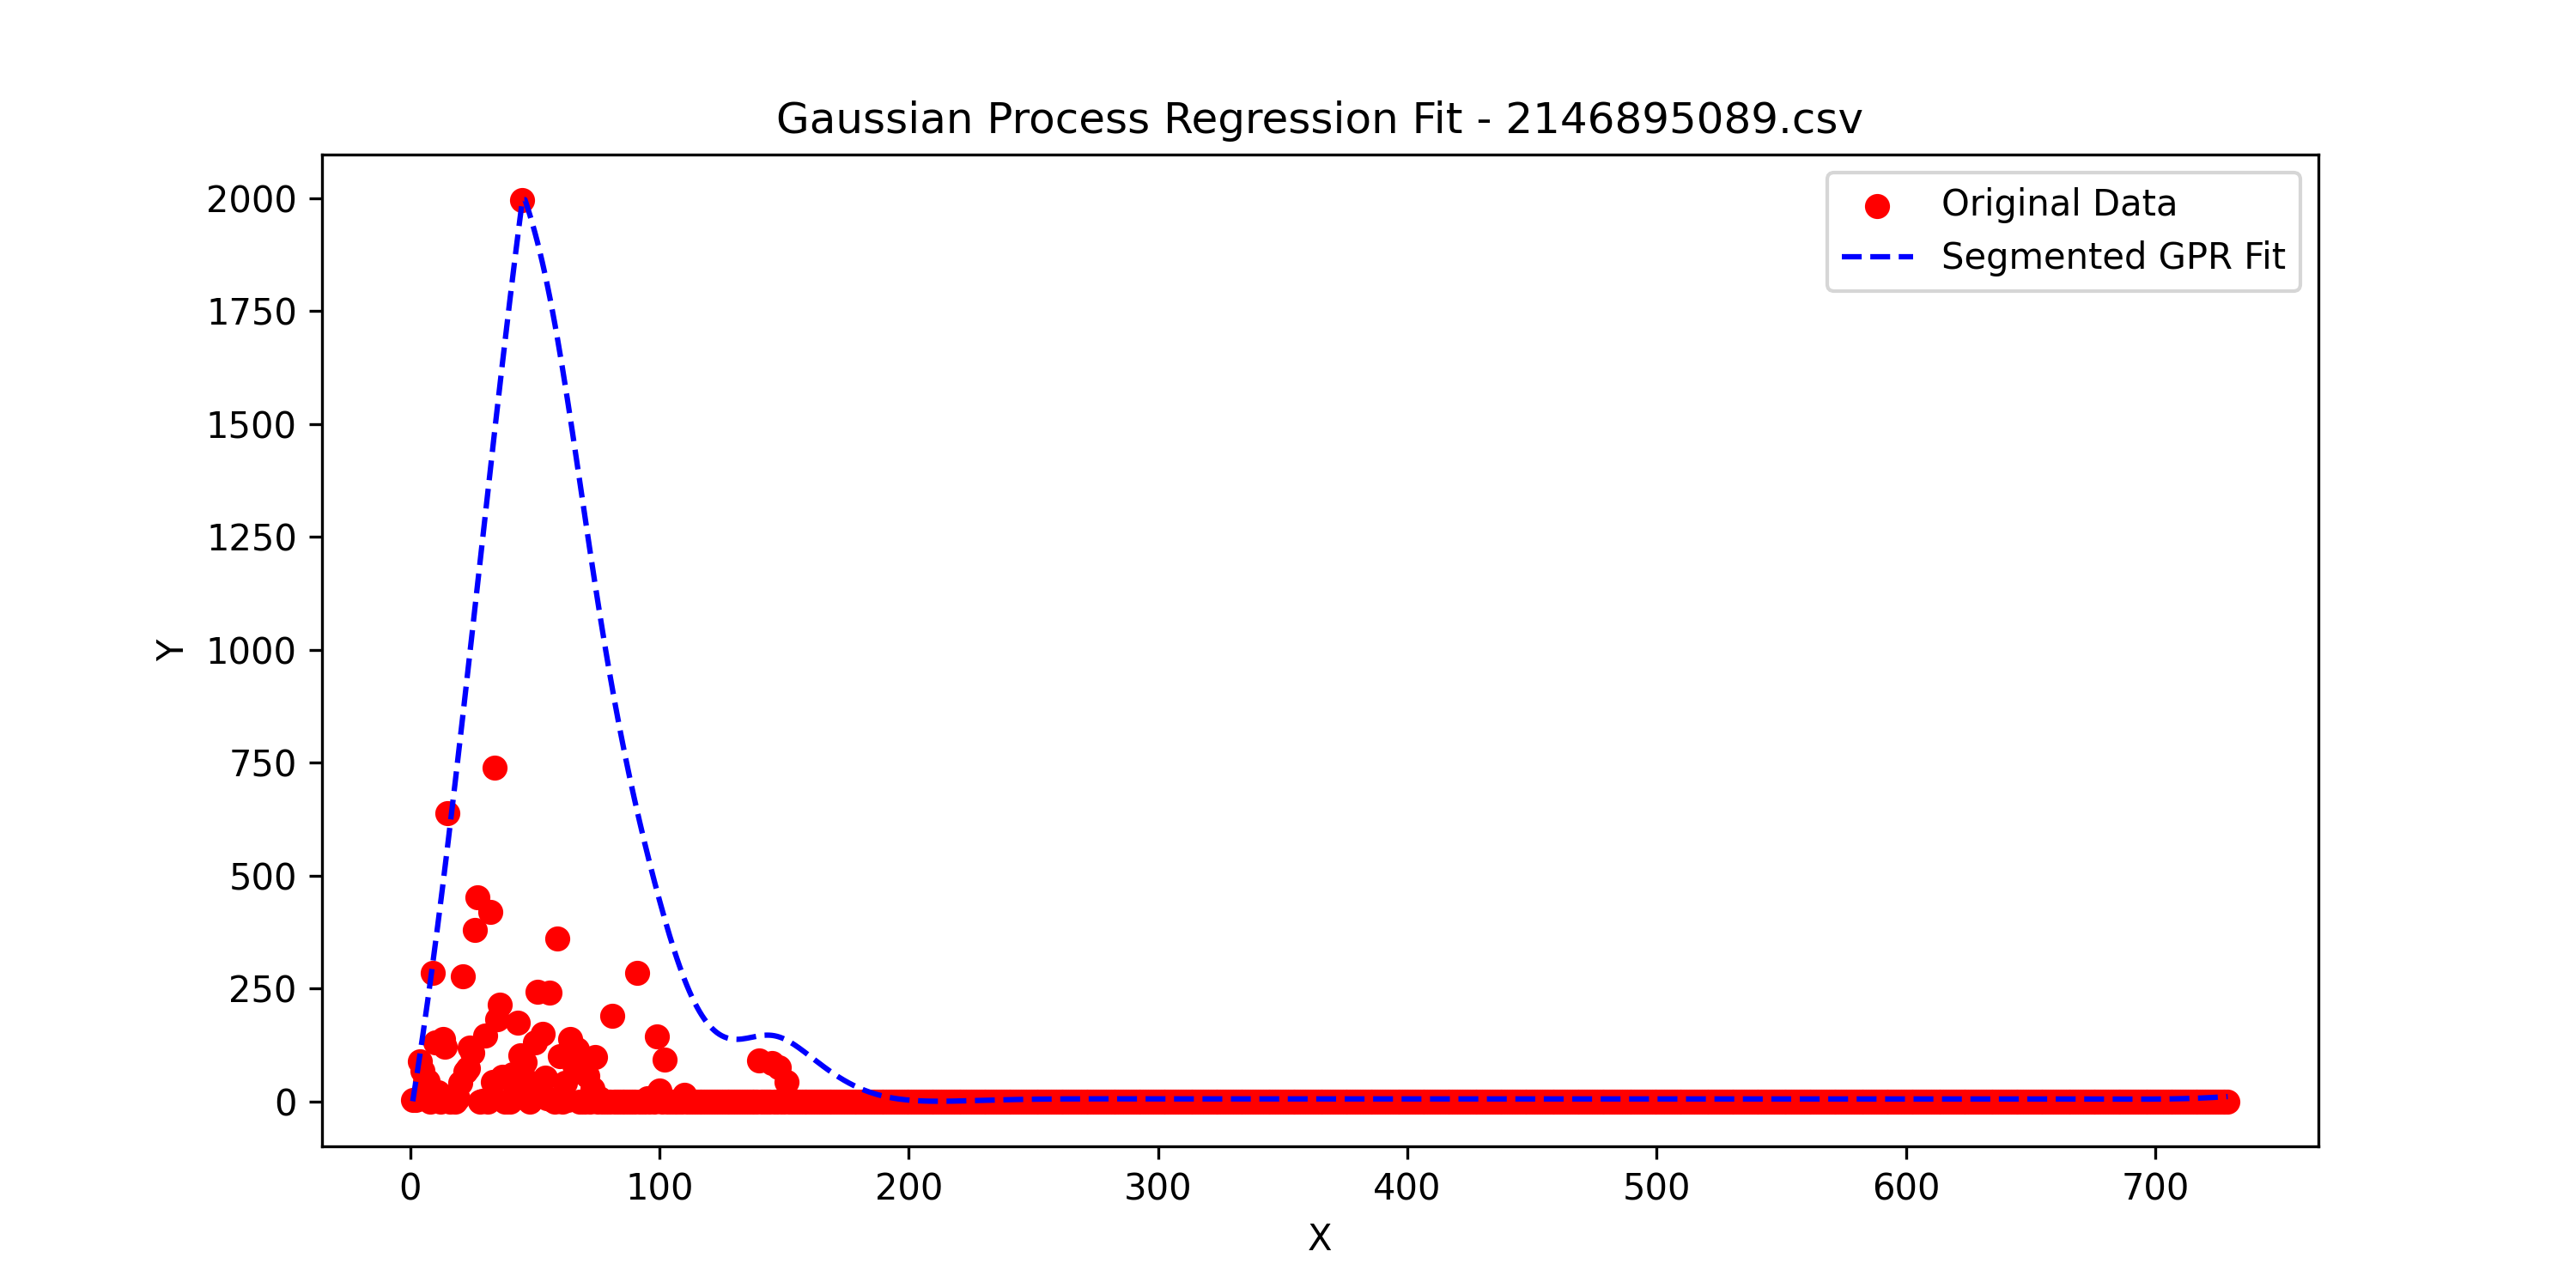 Gaussian Process Regression Fit - 2146895089.csv
Original Data
Segmented GPR Fit
2000
1750
1500
1250
1000
750
500
250
0
Y
0 100 200 300 400 500 600 700
X